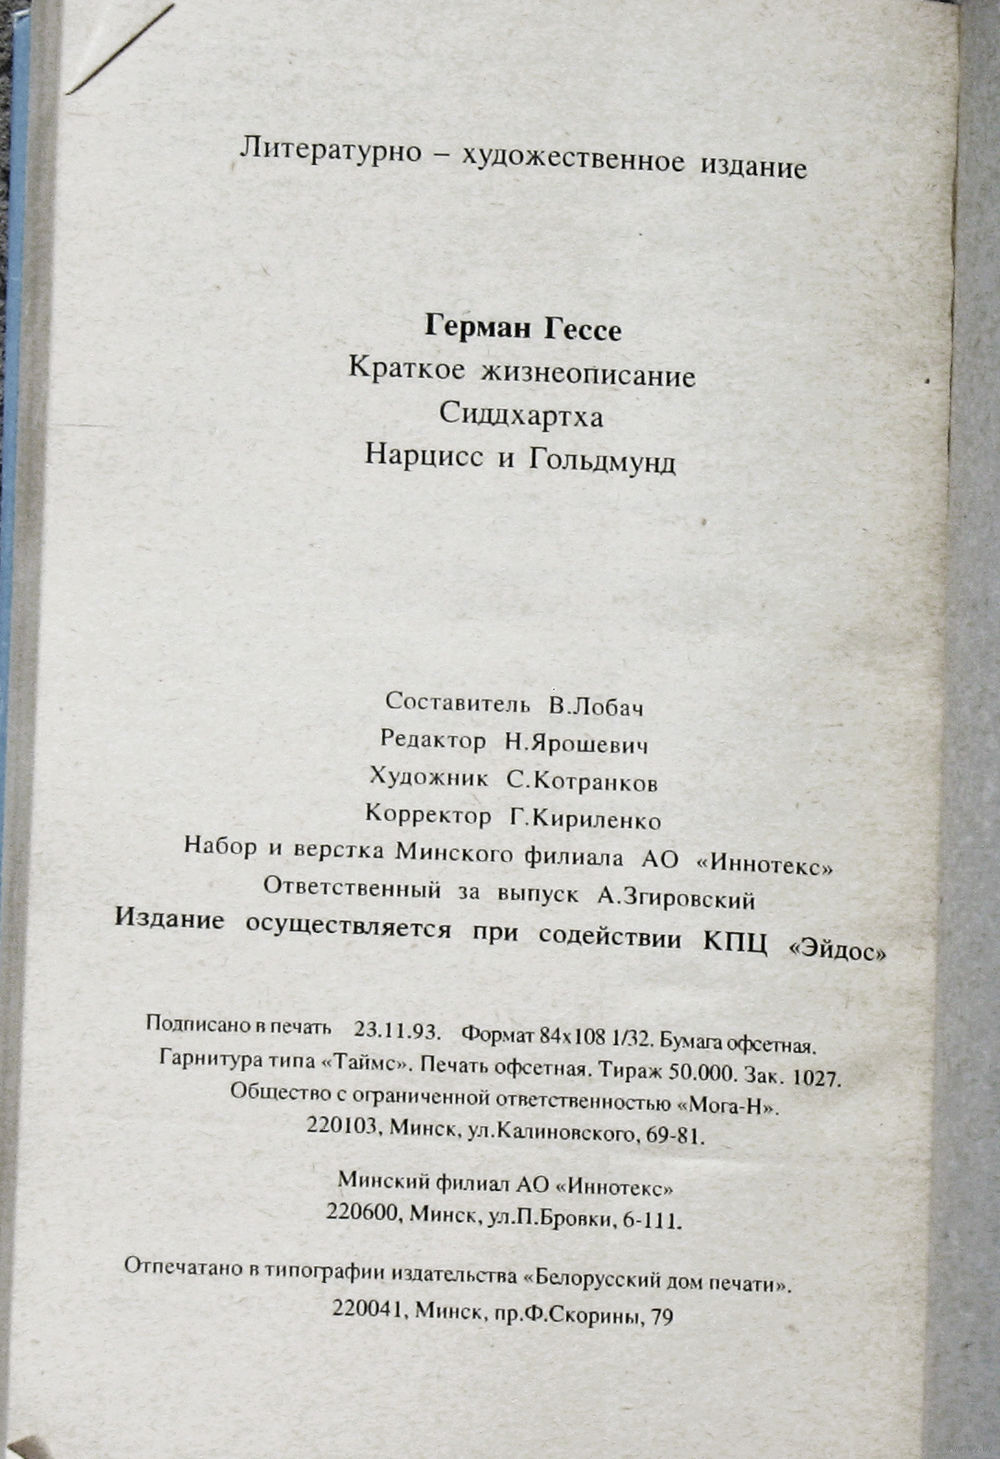 Литературно – художественное издание
Герман Гессе
Краткое жизнеописание
Сиддхартха
Нарцисс и Гольдмунд
Составитель В.Лобач
Редактор Н.Ярошевич
Художник С.Котранков
Корректор Г.Кириленко
Набор и верстка Минского филиала АО «Иннотекс»
Ответственный за выпуск А.Згировский
Издание осуществляется при содействии КПЦ «Эйдос»
Подписано в печать 23.11.93. Формат 84х108 1/32. Бумага офсетная.
Гарнитура типа «Таймс». Печать офсетная. Тираж 50.000. Зак. 1027.
Общество с ограниченной ответственностью «Мога-Н».
220103, Минск, ул.Калиновского, 69-81.
Минский филиал АО «Иннотекс»
220600, Минск, ул.П.Бровки, 6-111.
Отпечатано в типографии издательства «Белорусский дом печати».
220041, Минск, пр.Ф.Скорины, 79